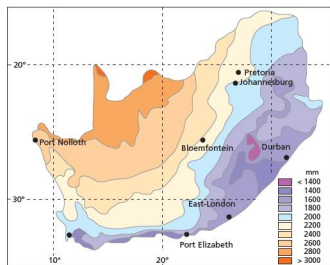 20°
Pretoria
Johannesburg
Port Nolloth
Bloemfontein
Durban
mm
< 1400
1400
1600
1800
2000
2200
2400
2600
2800
> 3000
East-London
30°
Port Elizabeth
10°
20°